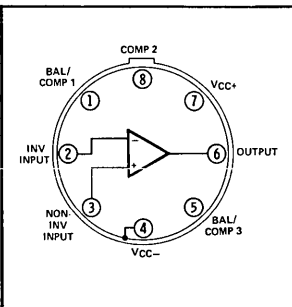 COMP 2
BAL/
COMP 1
8
VCC+
1
7
INV
INPUT
2
−
+
6
OUTPUT
3
5
NON-
INV
INPUT
4
BAL/
COMP 3
VCC−